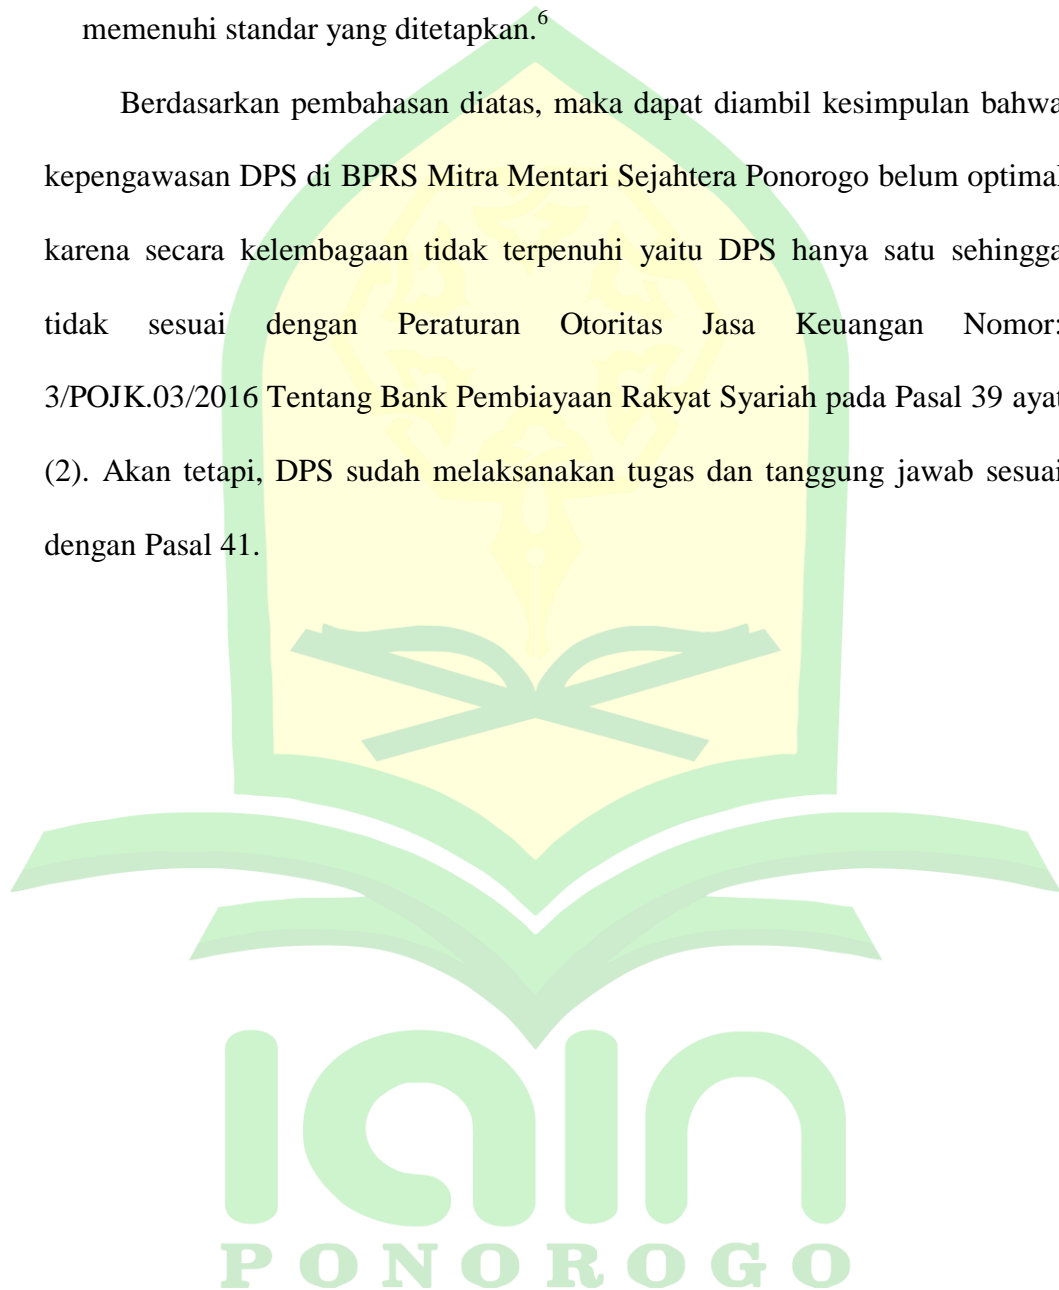 memenuhi standar yang ditetapkan.6
Berdasarkan pembahasan diatas, maka dapat diambil kesimpulan bahwa
kepengawasan DPS di BPRS Mitra Mentari Sejahtera Ponorogo belum optimal
karena secara kelembagaan tidak terpenuhi yaitu DPS hanya satu sehingga
tidak sesuai dengan Peraturan Otoritas Jasa Keuangan Nomor:
3/POJK.03/2016 Tentang Bank Pembiayaan Rakyat Syariah pada Pasal 39 ayat
(2). Akan tetapi, DPS sudah melaksanakan tugas dan tanggung jawab sesuai
dengan Pasal 41.
IAIN
PONOROGO